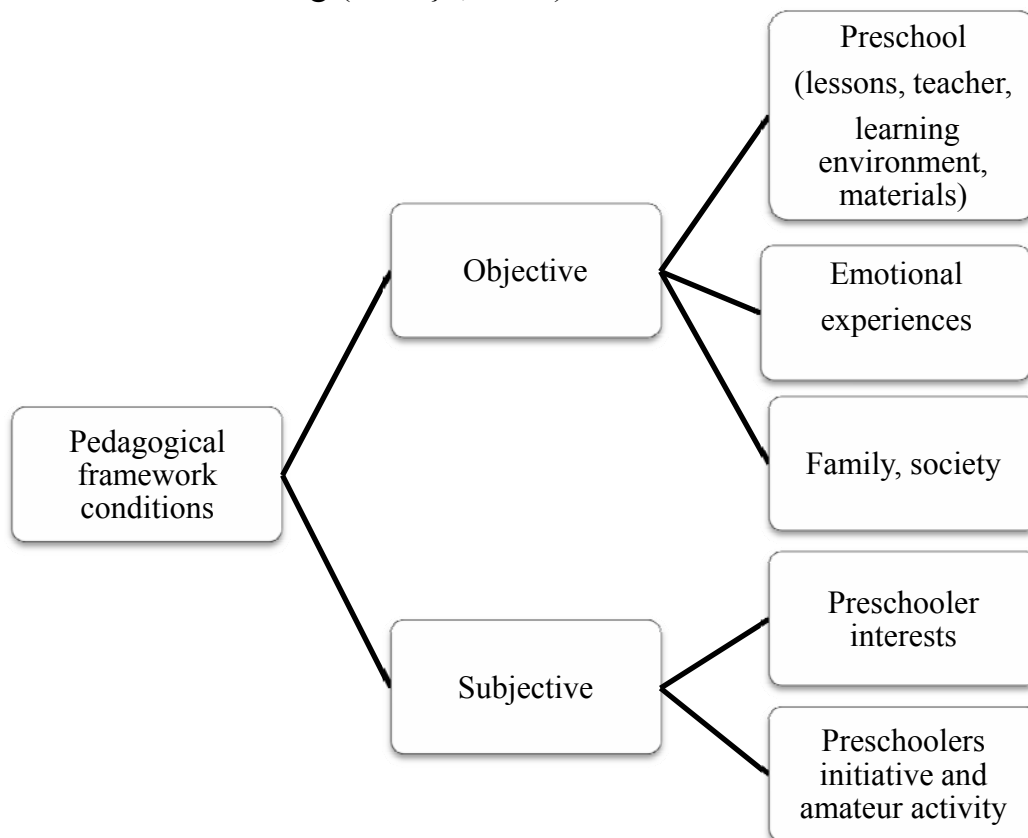 Preschool
(lessons, teacher,
learning
environment,
materials)
Objective
Emotional
experiences
Pedagogical
framework
conditions
Family, society
Preschooler
interests
Subjective
Preschoolers
initiative and
amateur activity